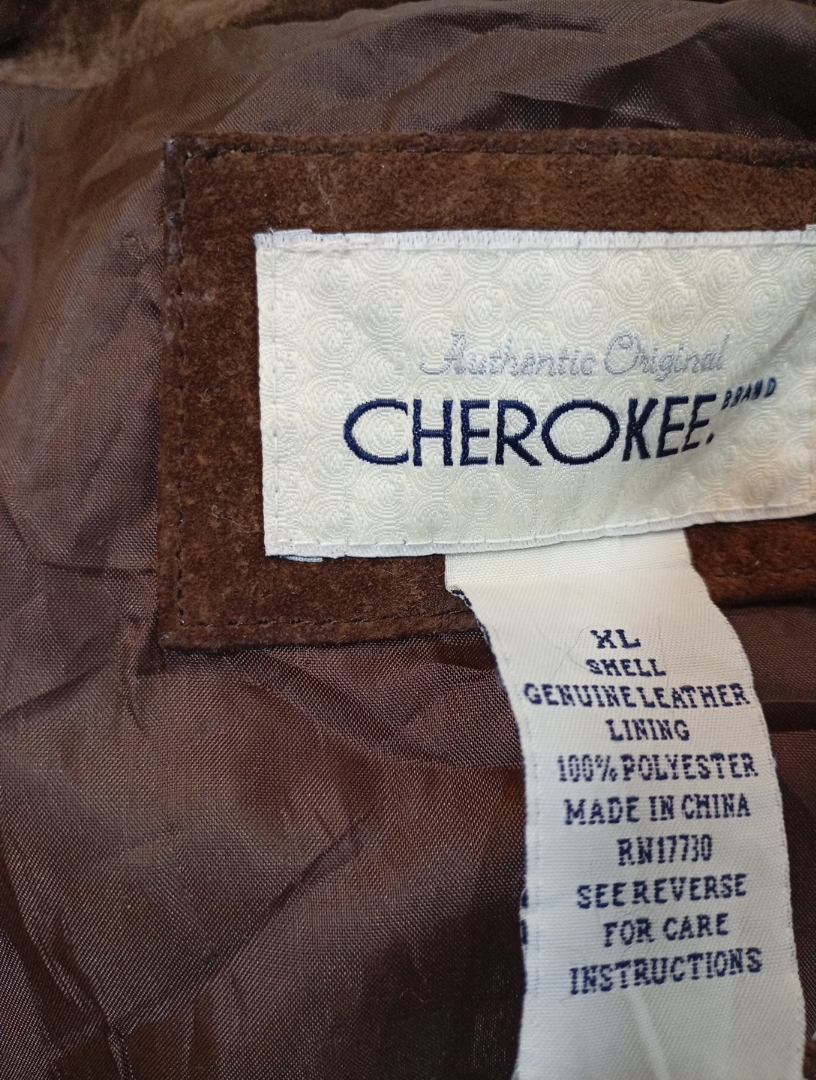 Authentic Original
CHEROKEE. BRAND
XL
SHELL
GENUINE LEATHER
LINING
100% POLYESTER
MADE IN CHINA
RN17730
SEE REVERSE
FOR CARE
INSTRUCTIONS